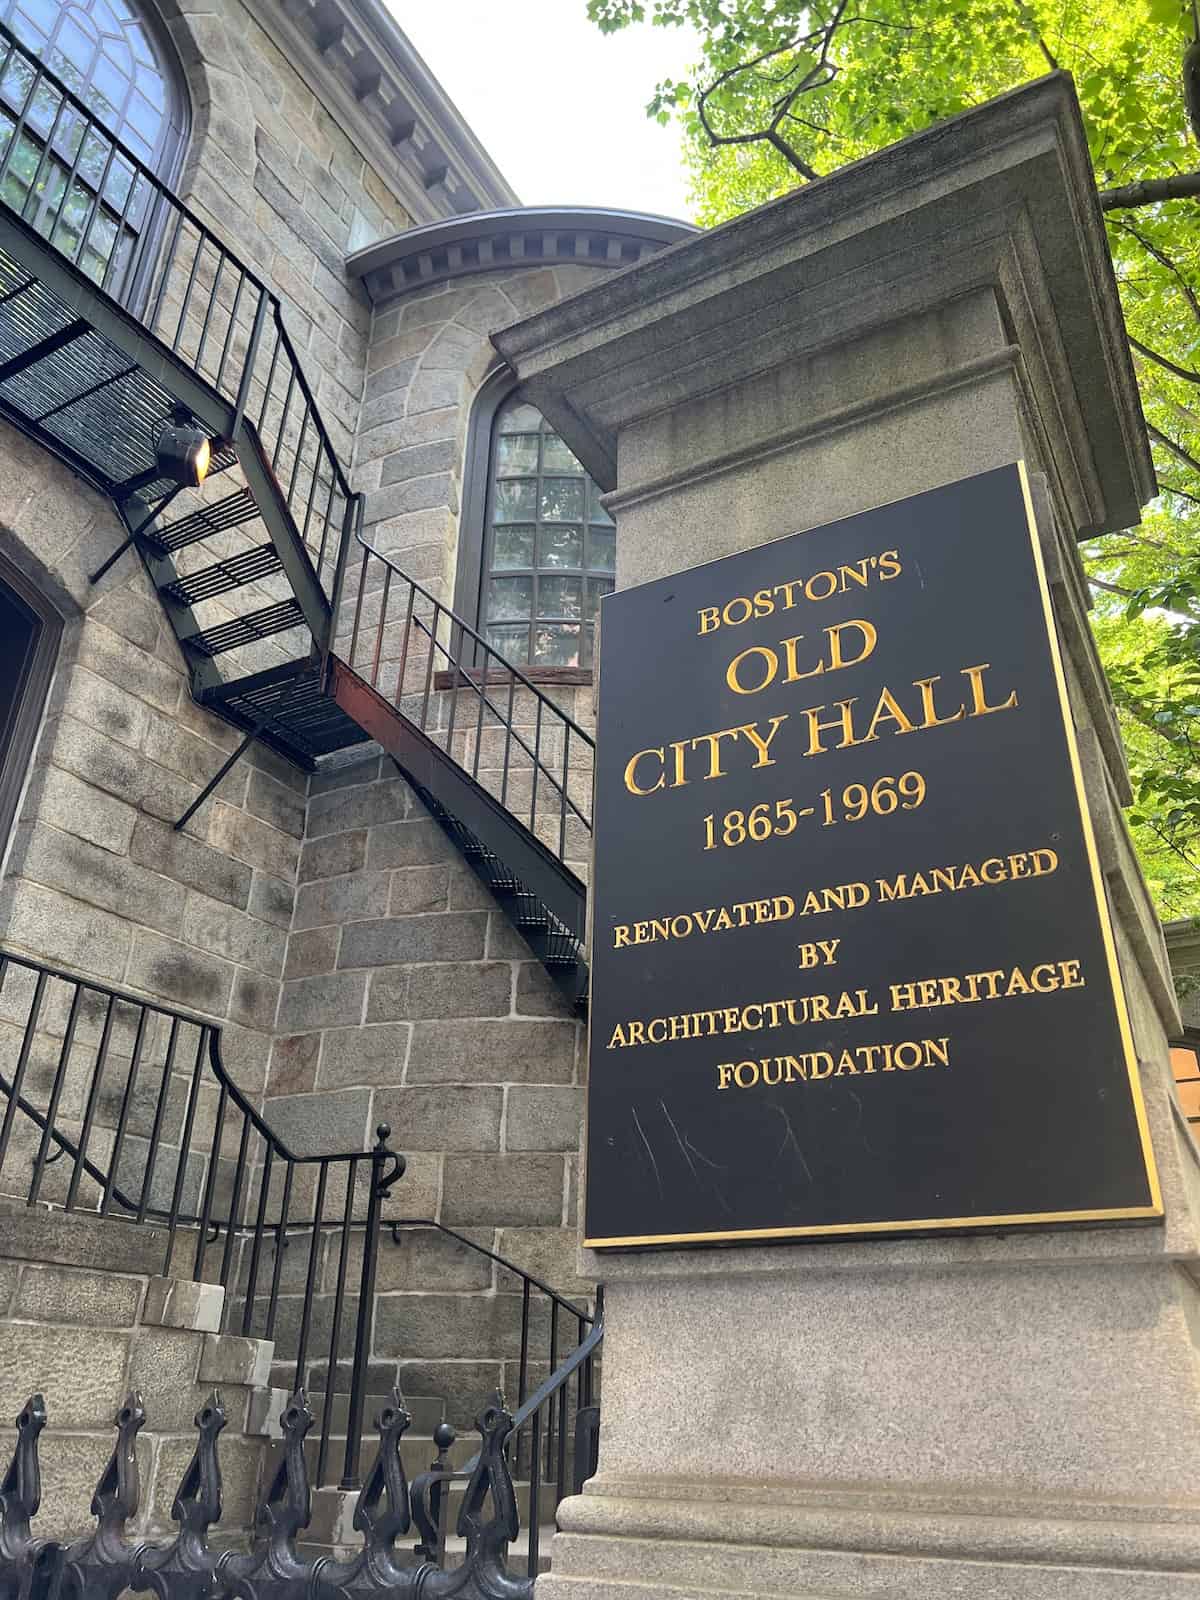 BOSTON'S
OLD
CITY HALL
1865-1969
RENOVATED AND MANAGED
BY
ARCHITECTURAL HERITAGE
FOUNDATION